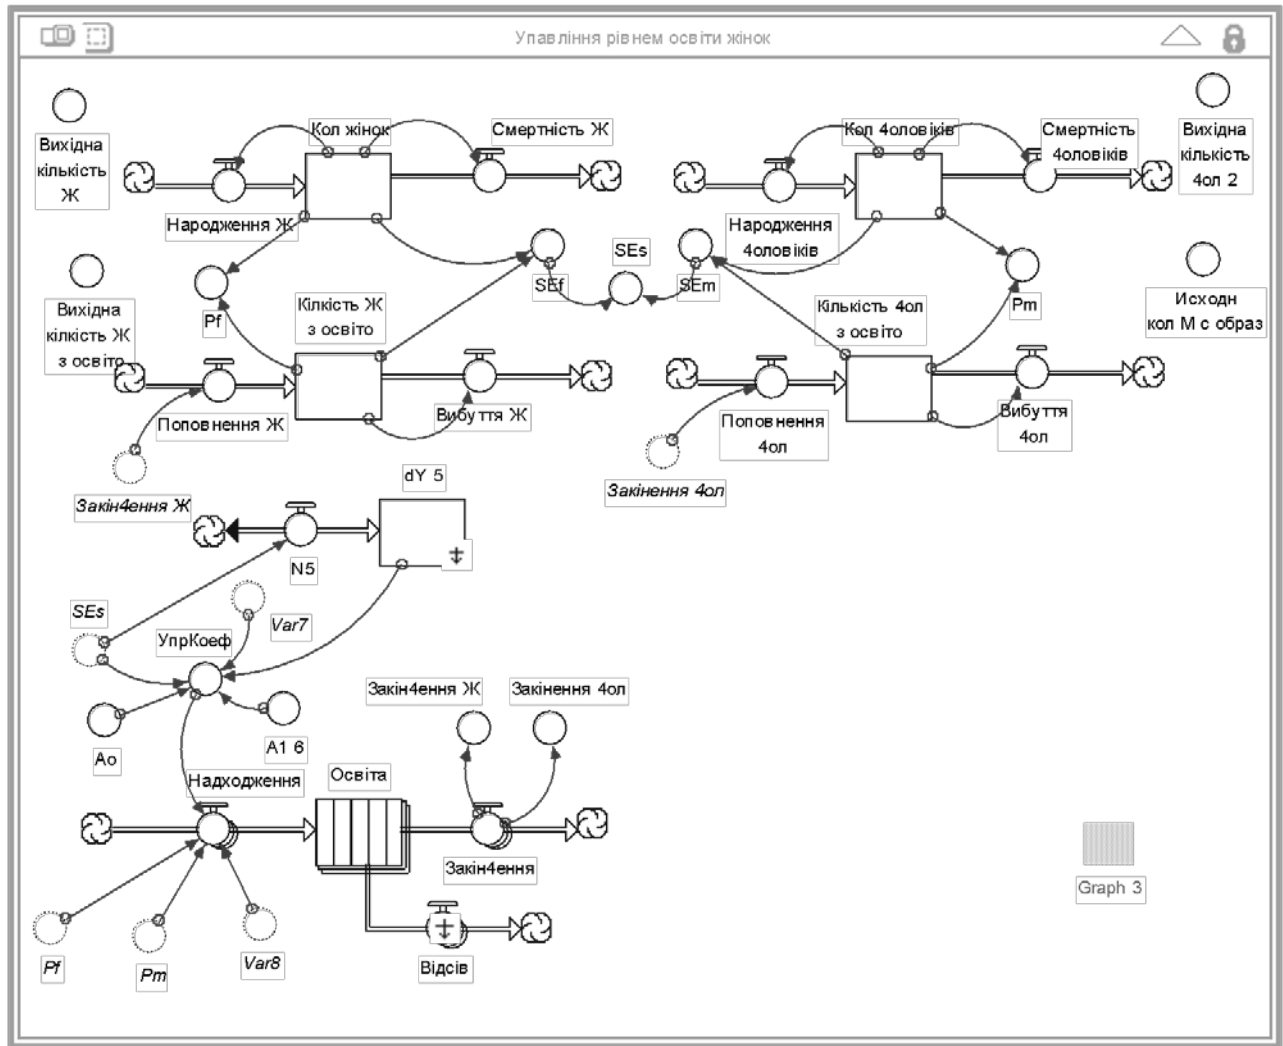 Упавління рівнем освіти жінок
Вихідна
кількість
Ж
Кол жінок
Смертність Ж
Кол 4оловіків
Смертність
4оловіків
Вихідна
кількість
4ол 2
Народження Ж
Народження
4оловіків
SEf
SEs
SEm
Pf
Pm
Вихідна
кілкість Ж
з освіто
Кілкість Ж
з освіто
Кількість 4ол
з освіто
Исходн
кол М с образ
Поповнення Ж
Вибуття Ж
Поповнення
4ол
Вибуття
4ол
Закін4ення Ж
Закінення 4ол
dY 5
N5
SEs
Var7
УпрКоеф
Ao
A1 6
Закін4ення Ж
Закінення 4ол
Надходження
Освіта
Закін4ення
Graph 3
Pf
Pm
Var8
Відсів